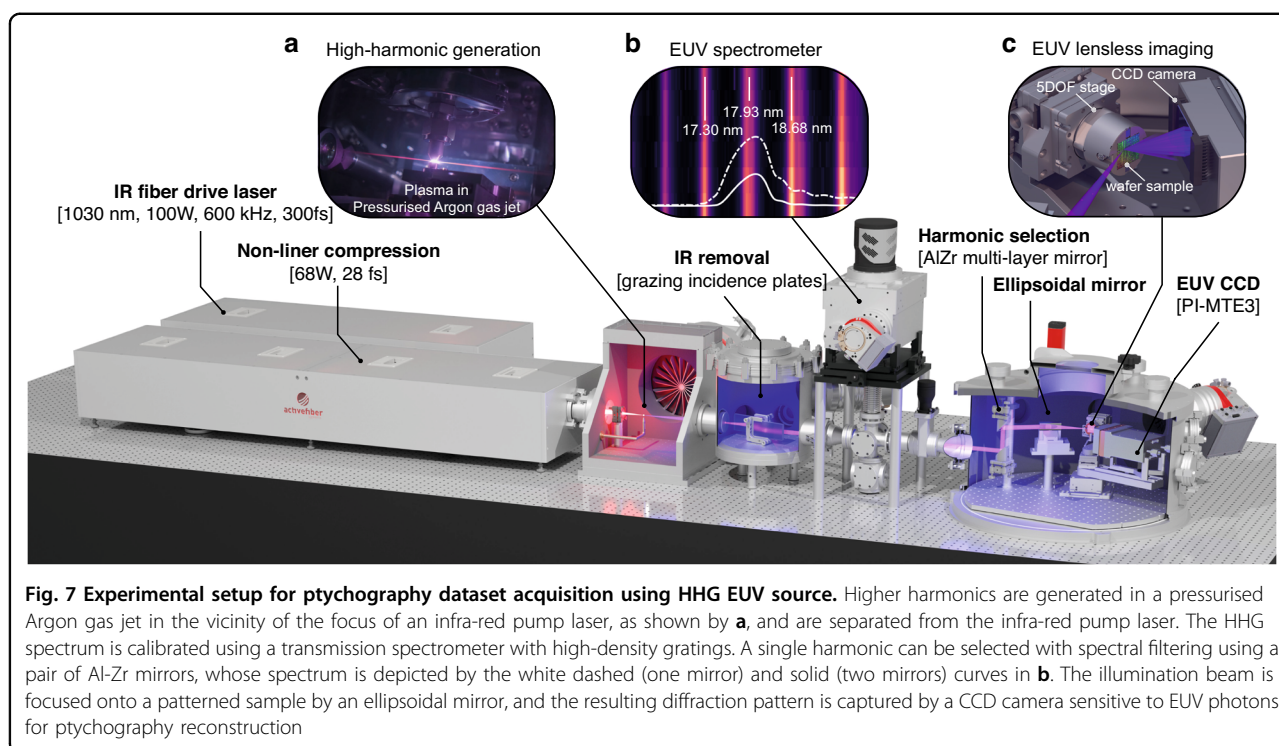 a High-harmonic generation
b EUV spectrometer
c EUV lensless imaging
Plasma in
Pressurised Argon gas jet
17.93 nm
17.30 nm
18.68 nm
CCD camera
5DOF stage
wafer sample
IR fiber drive laser
[1030 nm, 100W, 600 kHz, 300fs]
Non-liner compression
[68W, 28 fs]
IR removal
[grazing incidence plates]
Harmonic selection
[AlZr multi-layer mirror]
Ellipsoidal mirror
EUV CCD
[PI-MTE3]
activefiber
Fig. 7 Experimental setup for ptychography dataset acquisition using HHG EUV source. Higher harmonics are generated in a pressurised
Argon gas jet in the vicinity of the focus of an infra-red pump laser, as shown by a, and are separated from the infra-red pump laser. The HHG
spectrum is calibrated using a transmission spectrometer with high-density gratings. A single harmonic can be selected with spectral filtering using a
pair of Al-Zr mirrors, whose spectrum is depicted by the white dashed (one mirror) and solid (two mirrors) curves in b. The illumination beam is
focused onto a patterned sample by an ellipsoidal mirror, and the resulting diffraction pattern is captured by a CCD camera sensitive to EUV photons
for ptychography reconstruction